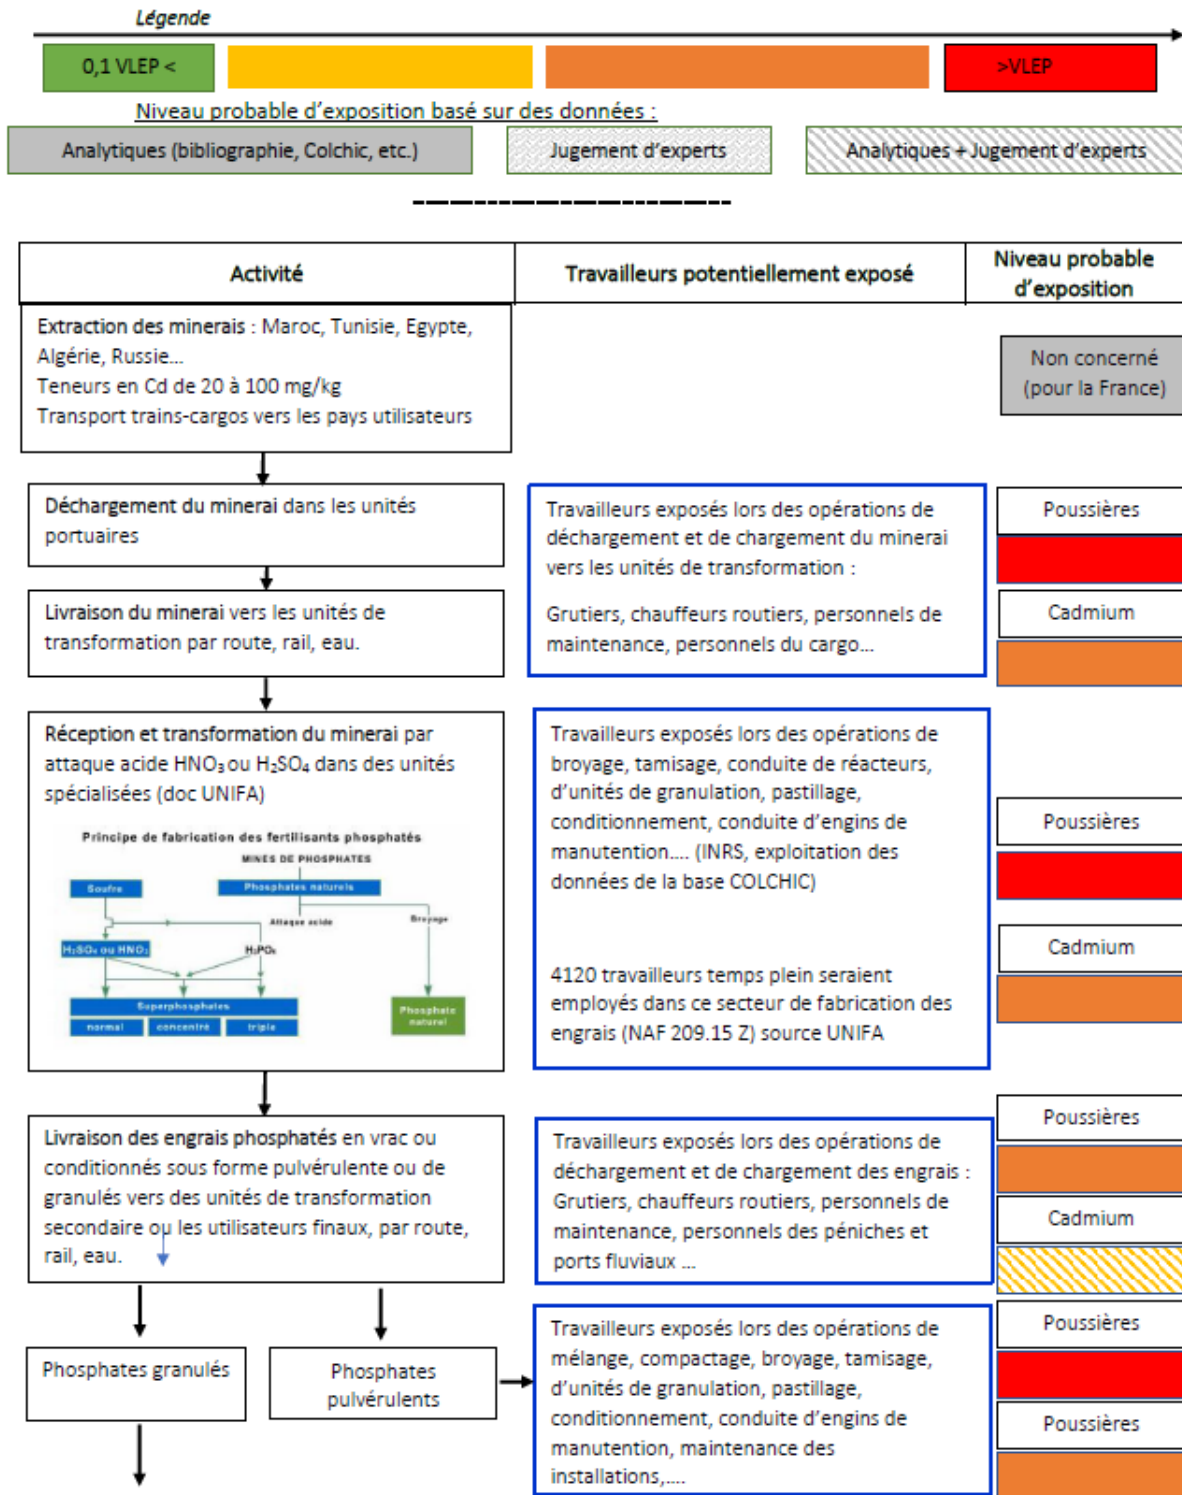 Légende
0,1 VLEP <
>VLEP
Niveau probable d'exposition basé sur des données :
Analytiques (bibliographie, Colchic, etc.)
Jugement d'experts
Analytiques + Jugement d'experts
Activité
Travailleurs potentiellement exposé
Niveau probable
d'exposition
Extraction des minerais : Maroc, Tunisie, Egypte,
Algérie, Russie...
Teneurs en Cd de 20 à 100 mg/kg
Transport trains-cargos vers les pays utilisateurs
Non concerné
(pour la France)
Déchargement du minerai dans les unités
portuaires
Livraison du minerai vers les unités de
transformation par route, rail, eau.
Travailleurs exposés lors des opérations de
déchargement et de chargement du minerai
vers les unités de transformation :
Grutiers, chauffeurs routiers, personnels de
maintenance, personnels du cargo...
Poussières
Cadmium
Réception et transformation du minerai par
attaque acide HNO₃ ou H₂SO₄ dans des unités
spécialisées (doc UNIFA)
Principe de fabrication des fertilisants phosphatés
MINES DE PHOSPHATES
Soufre
Phosphates naturels
Attaque acide
Broyage
H₂SO₄ ou HNO₃
H₃PO₄
Superphosphates
normal
concentré
triple
Phosphate
naturel
Travailleurs exposés lors des opérations de
broyage, tamisage, conduite de réacteurs,
d'unités de granulation, pastillage,
conditionnement, conduite d'engins de
manutention.... (INRS, exploitation des
données de la base COLCHIC)
4120 travailleurs temps plein seraient
employés dans ce secteur de fabrication des
engrais (NAF 209.15 Z) source UNIFA
Poussières
Cadmium
Livraison des engrais phosphatés en vrac ou
conditionnés sous forme pulvérulente ou de
granulés vers des unités de transformation
secondaire ou les utilisateurs finaux, par route,
rail, eau.
Travailleurs exposés lors des opérations de
déchargement et de chargement des engrais :
Grutiers, chauffeurs routiers, personnels de
maintenance, personnels des péniches et
ports fluviaux ...
Poussières
Cadmium
Phosphates granulés
Phosphates
pulvérulents
Travailleurs exposés lors des opérations de
mélange, compactage, broyage, tamisage,
d'unités de granulation, pastillage,
conditionnement, conduite d'engins de
manutention, maintenance des
installations,....
Poussières
Poussières